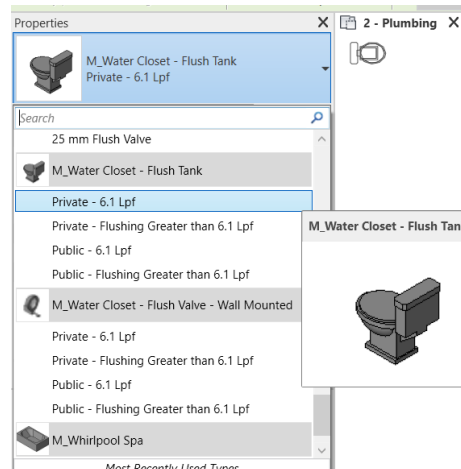 Properties
2 - Plumbing
M_Water Closet - Flush Tank
Private - 6.1 Lpf
Search
25 mm Flush Valve
M_Water Closet - Flush Tank
Private - 6.1 Lpf
Private - Flushing Greater than 6.1 Lpf
Public - 6.1 Lpf
Public - Flushing Greater than 6.1 Lpf
M_Water Closet - Flush Tan
M_Water Closet - Flush Valve - Wall Mounted
Private - 6.1 Lpf
Private - Flushing Greater than 6.1 Lpf
Public - 6.1 Lpf
Public - Flushing Greater than 6.1 Lpf
M_Whirlpool Spa
Most Recently Used Types